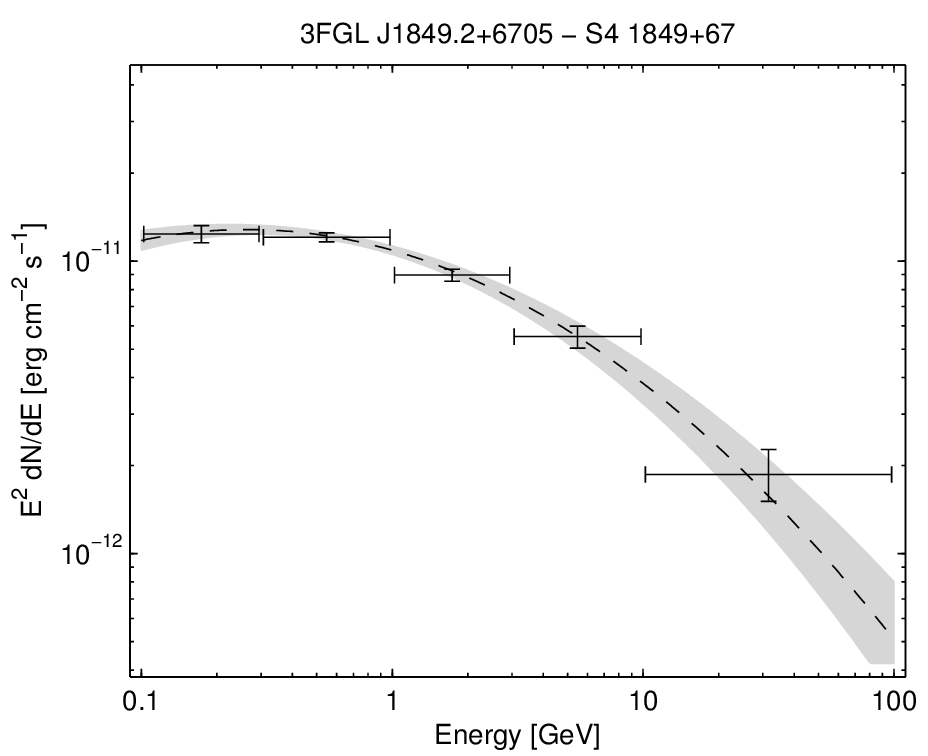 3FGL J1849.2+6705 − S4 1849+67
E² dN/dE [erg cm⁻² s⁻¹]
10⁻¹¹
10⁻¹²
0.1 1 10 100
Energy [GeV]